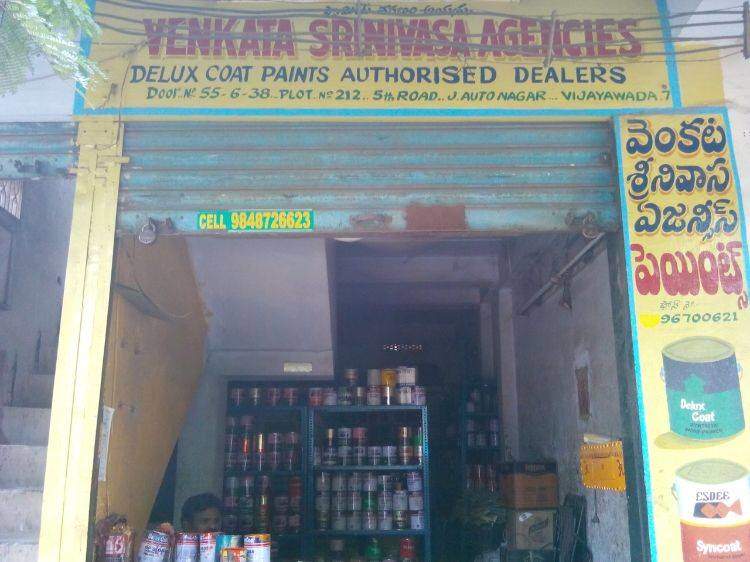 VENKATA SRINIVASA AGENCIES
DELUX COAT PAINTS AUTHORISED DEALERS
DOOR.No 55-6-38..PLOT.No 212.. 5th ROAD.. J.AUTO NAGAR... VIJAYAWADA.7
CELL 9848726623
వెంకట
శ్రీనివాస
ఏజన్సీస్
పెయింట్స్
ఫోన్ నెం
96700621
Delux
Coat
ESDEE
Syncoat